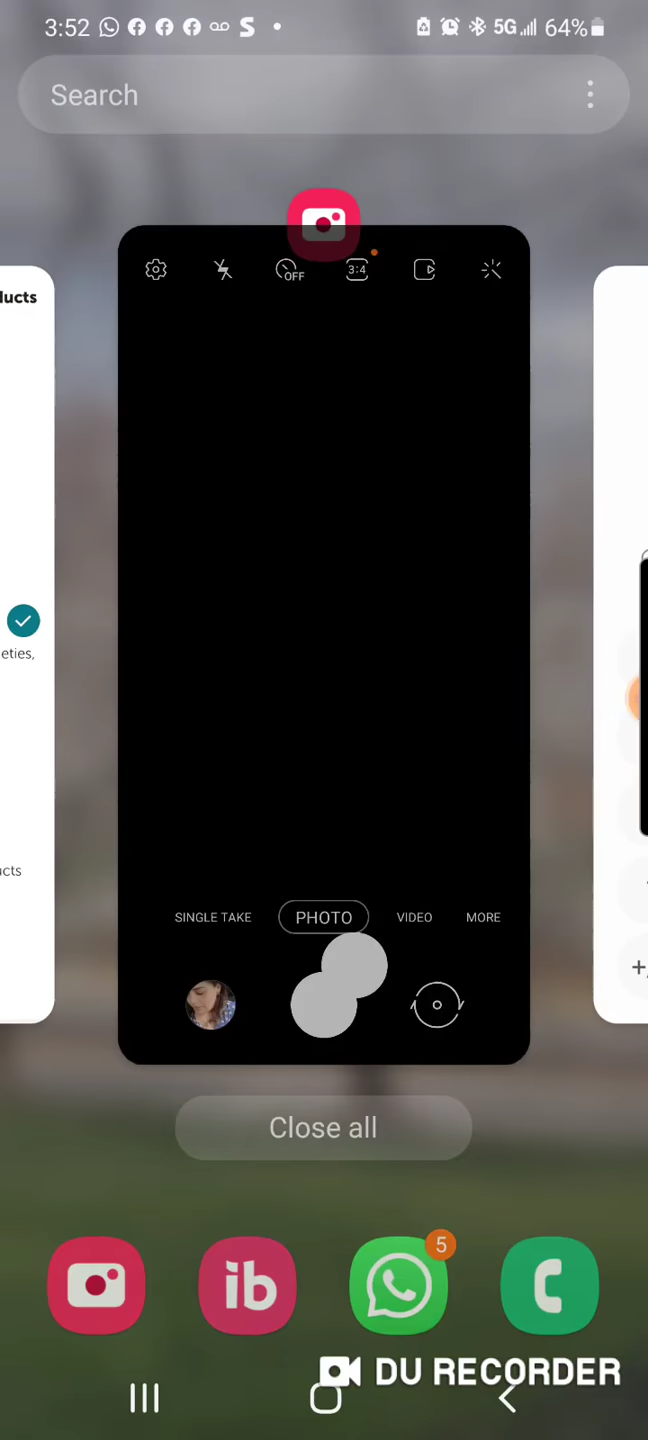 3:52
5G
64%
Search
OFF
3:4
ducts
eties,
ucts
SINGLE TAKE
PHOTO
VIDEO
MORE
Close all
5
ib
DU RECORDER